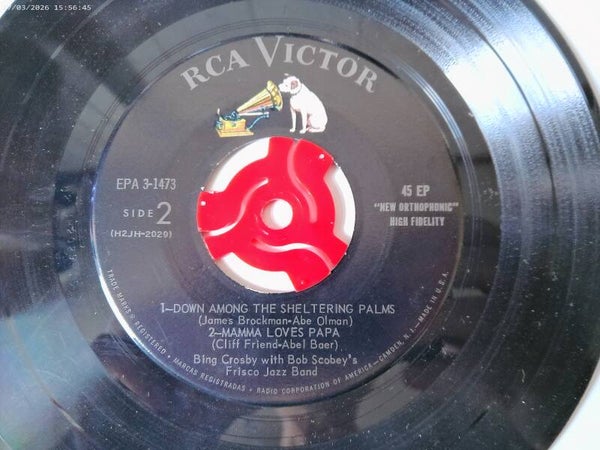 /03/2026 15:56:45
RCA VICTOR
EPA 3-1473
SIDE 2
(H2JH-2029)
45 EP
"NEW ORTHOPHONIC"
HIGH FIDELITY
1—DOWN AMONG THE SHELTERING PALMS
(James Brockman-Abe Olman)
2—MAMMA LOVES PAPA
(Cliff Friend-Abel Baer)
Bing Crosby with Bob Scobey's
Frisco Jazz Band
TRADE MARKS ® REGISTERED • MARCAS REGISTRADAS • RADIO CORPORATION OF AMERICA—CAMDEN, N.J.—MADE IN U.S.A.